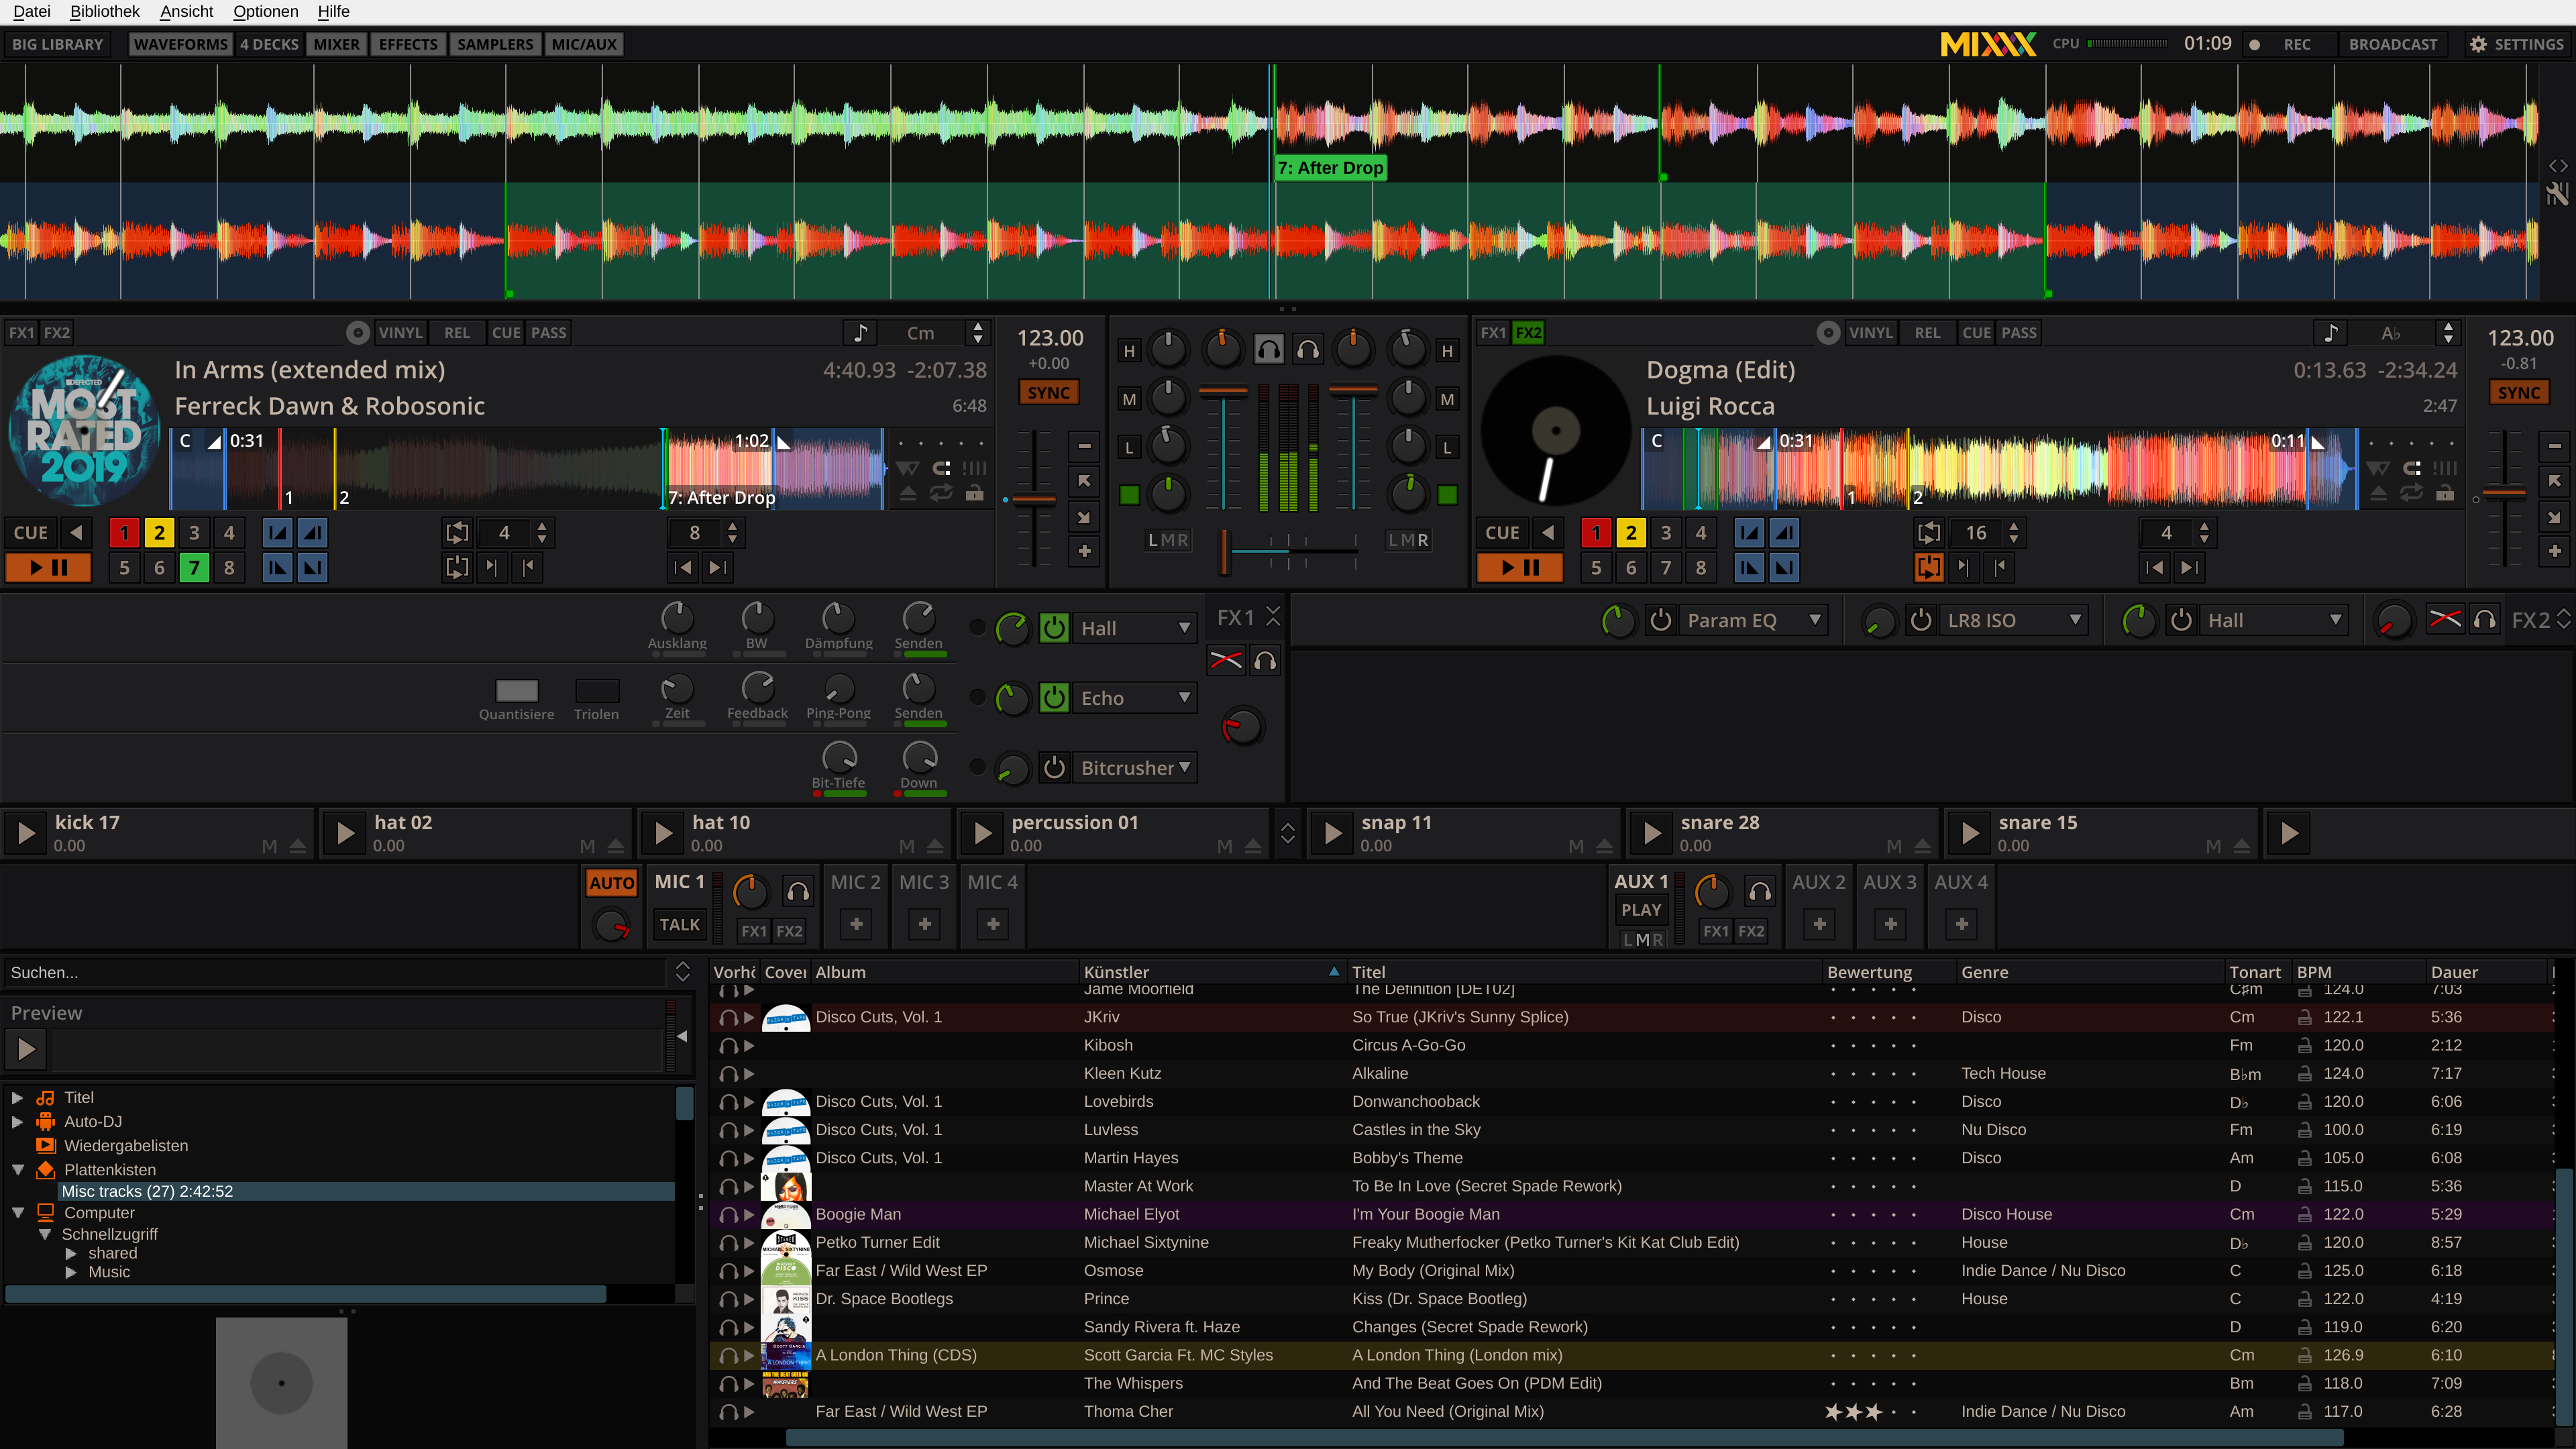 Datei Bibliothek Ansicht Optionen Hilfe
BIG LIBRARY WAVEFORMS 4 DECKS MIXER EFFECTS SAMPLERS MIC/AUX MIXXX CPU 01:09 REC BROADCAST SETTINGS
7: After Drop
FX1 FX2 VINYL REL CUE PASS Cm
In Arms (extended mix) 4:40.93 -2:07.38
Ferreck Dawn & Robosonic 6:48
DEFECTED
MOST
RATED
2019
C 0:31 1:02
1 2 7: After Drop
123.00
+0.00
SYNC
CUE 1 2 3 4 4 8
5 6 7 8
H H
M M
L L
LMR LMR
FX1 FX2 VINYL REL CUE PASS A♭
Dogma (Edit) 0:13.63 -2:34.24
Luigi Rocca 2:47
C 0:31 0:11
1 2
123.00
-0.81
SYNC
CUE 1 2 3 4 16 4
5 6 7 8
Ausklang BW Dämpfung Senden Hall FX1
Quantisiere Triolen Zeit Feedback Ping-Pong Senden Echo
Bit-Tiefe Down Bitcrusher
Param EQ LR8 ISO Hall FX2
kick 17 hat 02 hat 10 percussion 01 snap 11 snare 28 snare 15
0.00 M 0.00 M 0.00 M 0.00 M 0.00 M 0.00 M 0.00 M
AUTO MIC 1 MIC 2 MIC 3 MIC 4 AUX 1 AUX 2 AUX 3 AUX 4
TALK FX1 FX2 PLAY LMR FX1 FX2
Suchen...
Preview
Titel
Auto-DJ
Wiedergabelisten
Plattenkisten
Misc tracks (27) 2:42:52
Computer
Schnellzugriff
shared
Music
Cover Album Künstler Titel Bewertung Genre Tonart BPM Dauer
Jame Moorfield The Definition [DET02] C♯m 124.0 7:03
Disco Cuts, Vol. 1 JKriv So True (JKriv's Sunny Splice) Disco Cm 122.1 5:36
Kibosh Circus A-Go-Go Fm 120.0 2:12
Kleen Kutz Alkaline Tech House B♭m 124.0 7:17
Disco Cuts, Vol. 1 Lovebirds Donwanchooback Disco D♭ 120.0 6:06
Disco Cuts, Vol. 1 Luvless Castles in the Sky Nu Disco Fm 100.0 6:19
Disco Cuts, Vol. 1 Martin Hayes Bobby's Theme Disco Am 105.0 6:08
Master At Work To Be In Love (Secret Spade Rework) D 115.0 5:36
Boogie Man Michael Elyot I'm Your Boogie Man Disco House Cm 122.0 5:29
Petko Turner Edit Michael Sixtynine Freaky Mutherfocker (Petko Turner's Kit Kat Club Edit) House D♭ 120.0 8:57
Far East / Wild West EP Osmose My Body (Original Mix) Indie Dance / Nu Disco C 125.0 6:18
Dr. Space Bootlegs Prince Kiss (Dr. Space Bootleg) House C 122.0 4:19
Sandy Rivera ft. Haze Changes (Secret Spade Rework) D 119.0 6:20
A London Thing (CDS) Scott Garcia Ft. MC Styles A London Thing (London mix) Cm 126.9 6:10
The Whispers And The Beat Goes On (PDM Edit) Bm 118.0 7:09
Far East / Wild West EP Thoma Cher All You Need (Original Mix) Indie Dance / Nu Disco Am 117.0 6:28